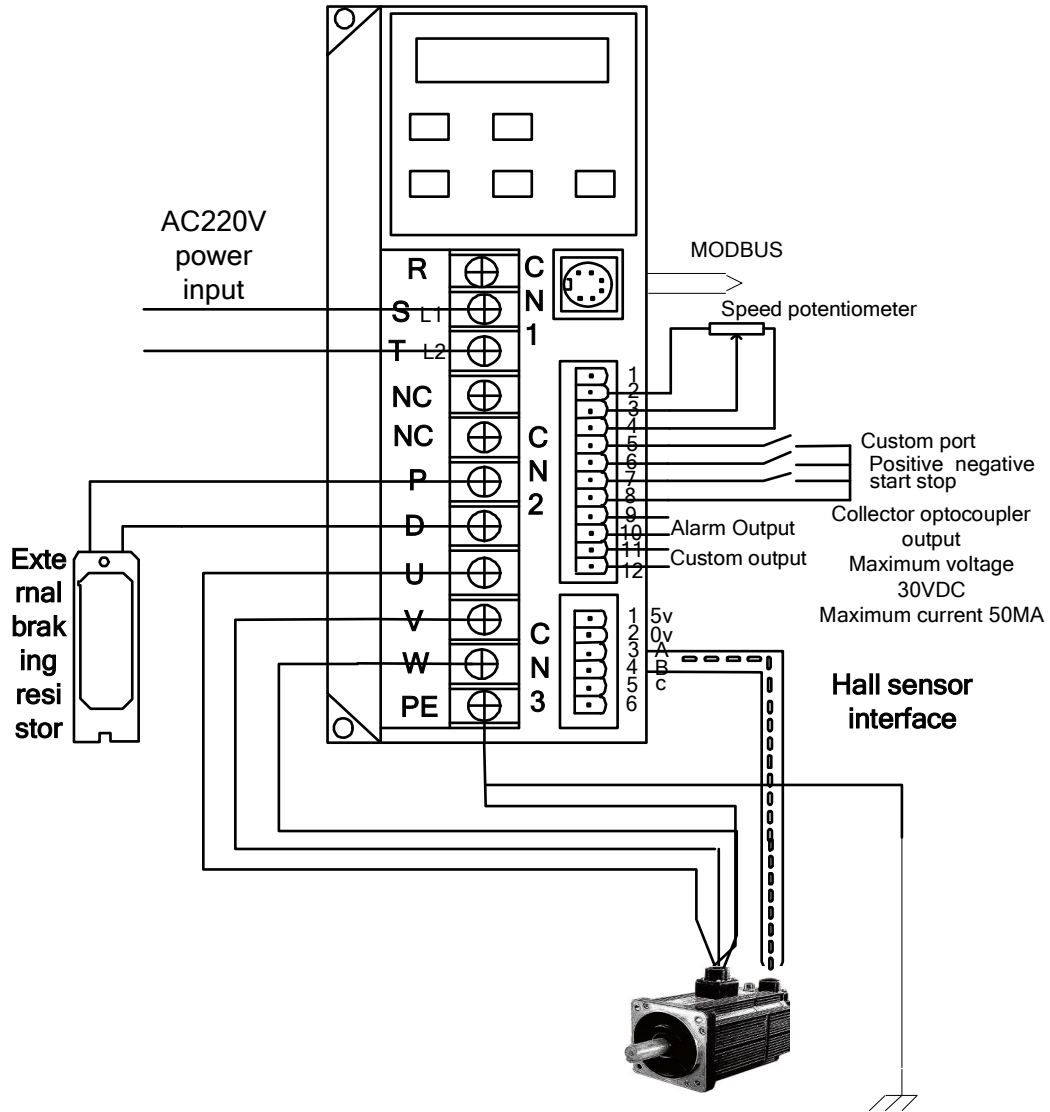 AC220V
power
input
R
S L1
T L2
NC
NC
P
D
U
V
W
PE
C
N
1
C
N
2
C
N
3
MODBUS
Speed potentiometer
1
2
3
4
5
6
7
8
9
10
11
12
Custom port
Positive negative
start stop
Alarm Output
Custom output
Collector optocoupler
output
Maximum voltage
30VDC
Maximum current 50MA
1 5v
2 0v
3 A
4 B
5 c
6
Hall sensor
interface
Exte
rnal
brak
ing
resi
stor